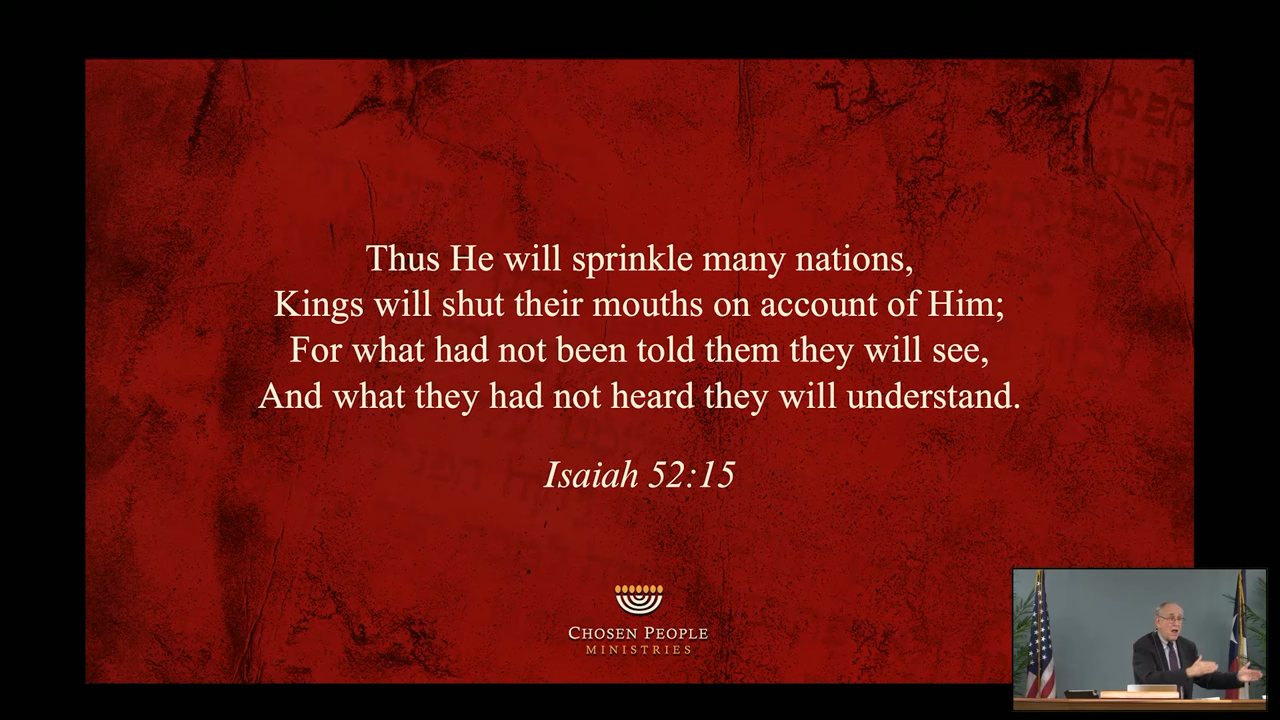 Thus He will sprinkle many nations,
Kings will shut their mouths on account of Him;
For what had not been told them they will see,
And what they had not heard they will understand.
Isaiah 52:15
CHOSEN PEOPLE
MINISTRIES